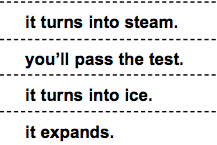 it turns into steam.
you’ll pass the test.
it turns into ice.
it expands.